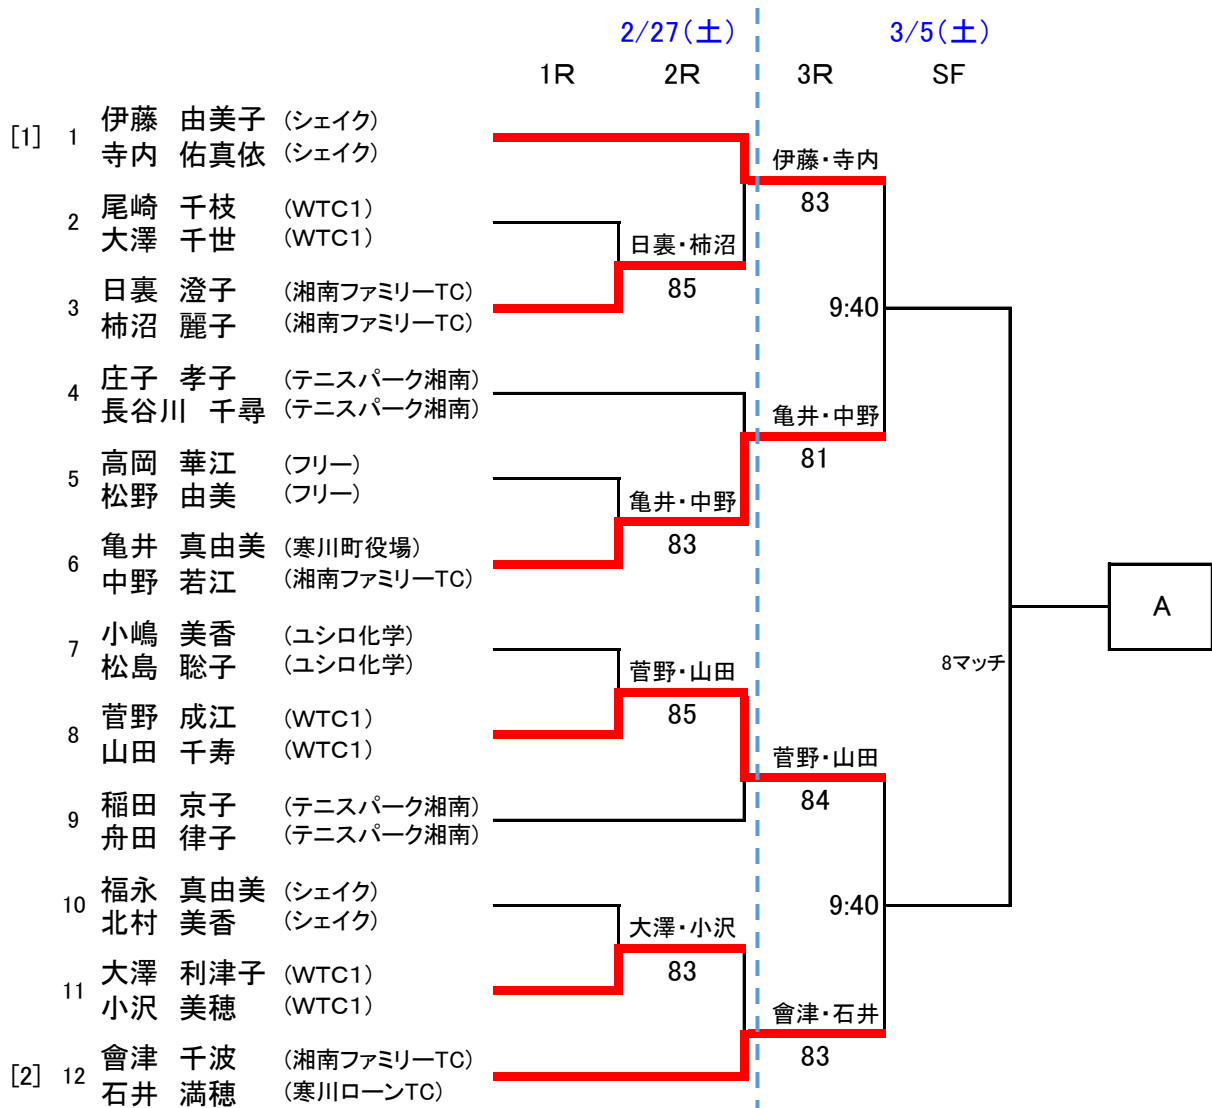 2/27(土) 3/5(土)
1R 2R 3R SF
[1] 1 伊藤 由美子 (シェイク)
寺内 佑真依 (シェイク)
伊藤・寺内
83
2 尾崎 千枝 (WTC1)
大澤 千世 (WTC1)
日裏・柿沼
85
3 日裏 澄子 (湘南ファミリーTC)
柿沼 麗子 (湘南ファミリーTC)
9:40
4 庄子 孝子 (テニスパーク湘南)
長谷川 千尋 (テニスパーク湘南)
亀井・中野
81
5 高岡 華江 (フリー)
松野 由美 (フリー)
亀井・中野
83
6 亀井 真由美 (寒川町役場)
中野 若江 (湘南ファミリーTC)
A
7 小嶋 美香 (ユシロ化学)
松島 聡子 (ユシロ化学)
8マッチ
菅野・山田
85
8 菅野 成江 (WTC1)
山田 千寿 (WTC1)
菅野・山田
84
9 稲田 京子 (テニスパーク湘南)
舟田 律子 (テニスパーク湘南)
10 福永 真由美 (シェイク)
北村 美香 (シェイク)
9:40
大澤・小沢
83
11 大澤 利津子 (WTC1)
小沢 美穂 (WTC1)
會津・石井
83
[2] 12 會津 千波 (湘南ファミリーTC)
石井 満穂 (寒川ローンTC)